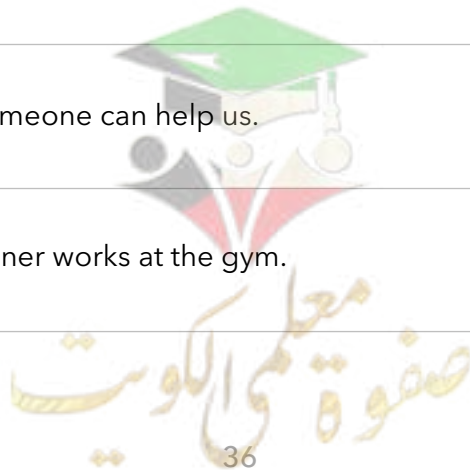 meone can help us.
ner works at the gym.
صفوة معلمي الكويت
36